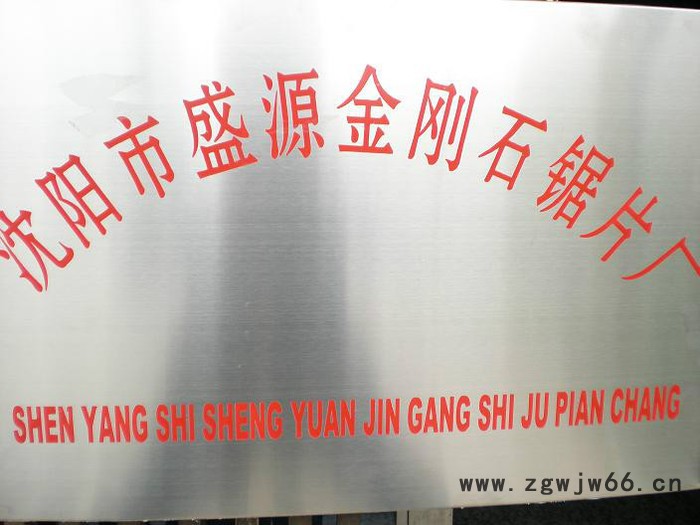 沈阳市盛源金刚石锯片厂
SHEN YANG SHI SHENG YUAN JIN GANG SHI JU PIAN CHANG
www.zgwjw66.cn